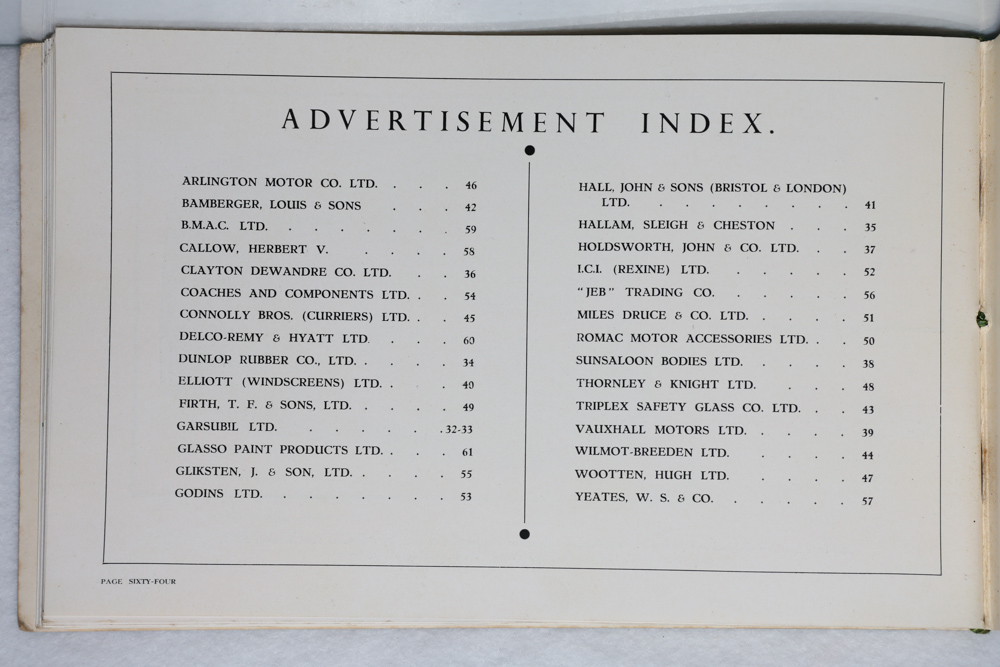 ADVERTISEMENT INDEX.
ARLINGTON MOTOR CO. LTD. . . . 46
BAMBERGER, LOUIS & SONS . . . 42
B.M.A.C. LTD. . . . . . . . 59
CALLOW, HERBERT V. . . . . 58
CLAYTON DEWANDRE CO. LTD. . . 36
COACHES AND COMPONENTS LTD. . . 54
CONNOLLY BROS. (CURRIERS) LTD. . . 45
DELCO-REMY & HYATT LTD. . . . 60
DUNLOP RUBBER CO., LTD. . . . . 34
ELLIOTT (WINDSCREENS) LTD. . . . 40
FIRTH, T. F. & SONS, LTD. . . . . 49
GARSUBIL LTD. . . . . . . 32-33
GLASSO PAINT PRODUCTS LTD. . . . 61
GLIKSTEN, J. & SON, LTD. . . . . 55
GODINS LTD. . . . . . . . 53
HALL, JOHN & SONS (BRISTOL & LONDON)
LTD. . . . . . . . . 41
HALLAM, SLEIGH & CHESTON . . . 35
HOLDSWORTH, JOHN & CO. LTD. . . 37
I.C.I. (REXINE) LTD. . . . . . 52
"JEB" TRADING CO. . . . . . 56
MILES DRUCE & CO. LTD. . . . . 51
ROMAC MOTOR ACCESSORIES LTD. . . 50
SUNSALOON BODIES LTD. . . . . 38
THORNLEY & KNIGHT LTD. . . . 48
TRIPLEX SAFETY GLASS CO. LTD. . . 43
VAUXHALL MOTORS LTD. . . . . 39
WILMOT-BREEDEN LTD. . . . . 44
WOOTTEN, HUGH LTD. . . . . 47
YEATES, W. S. & CO. . . . . . 57
PAGE SIXTY-FOUR